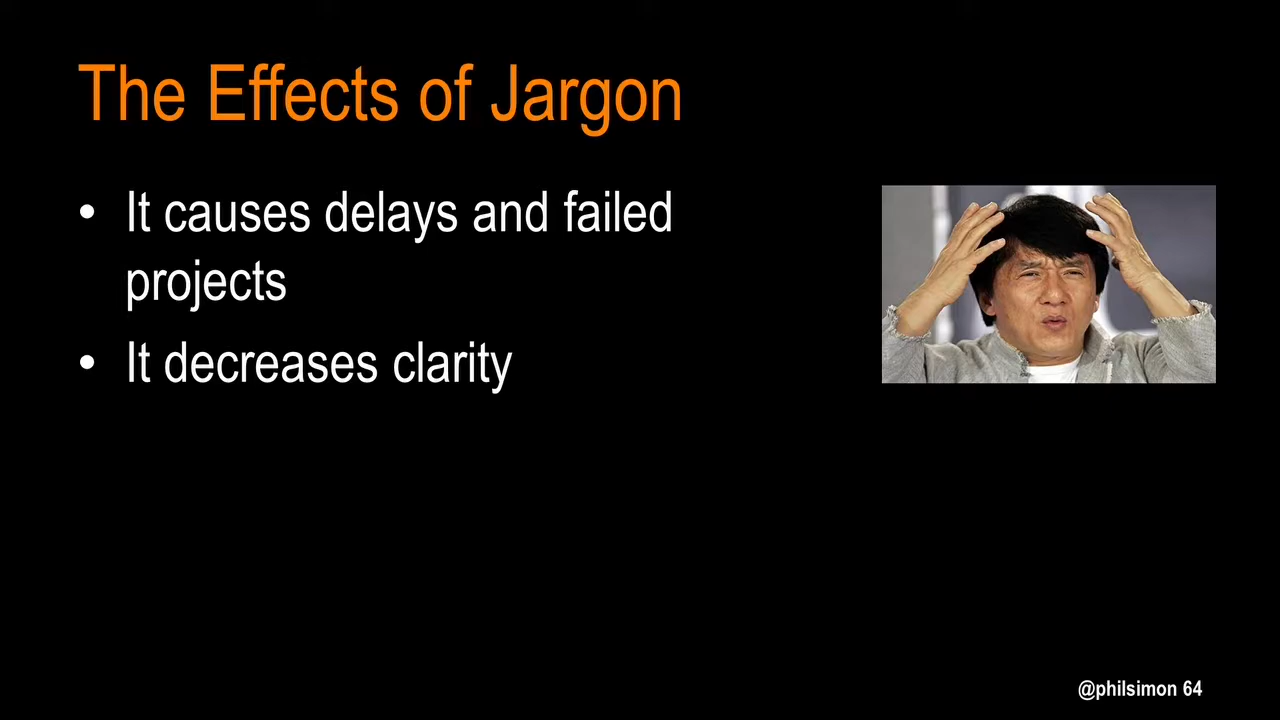 The Effects of Jargon
• It causes delays and failed
projects
• It decreases clarity
@philsimon 64